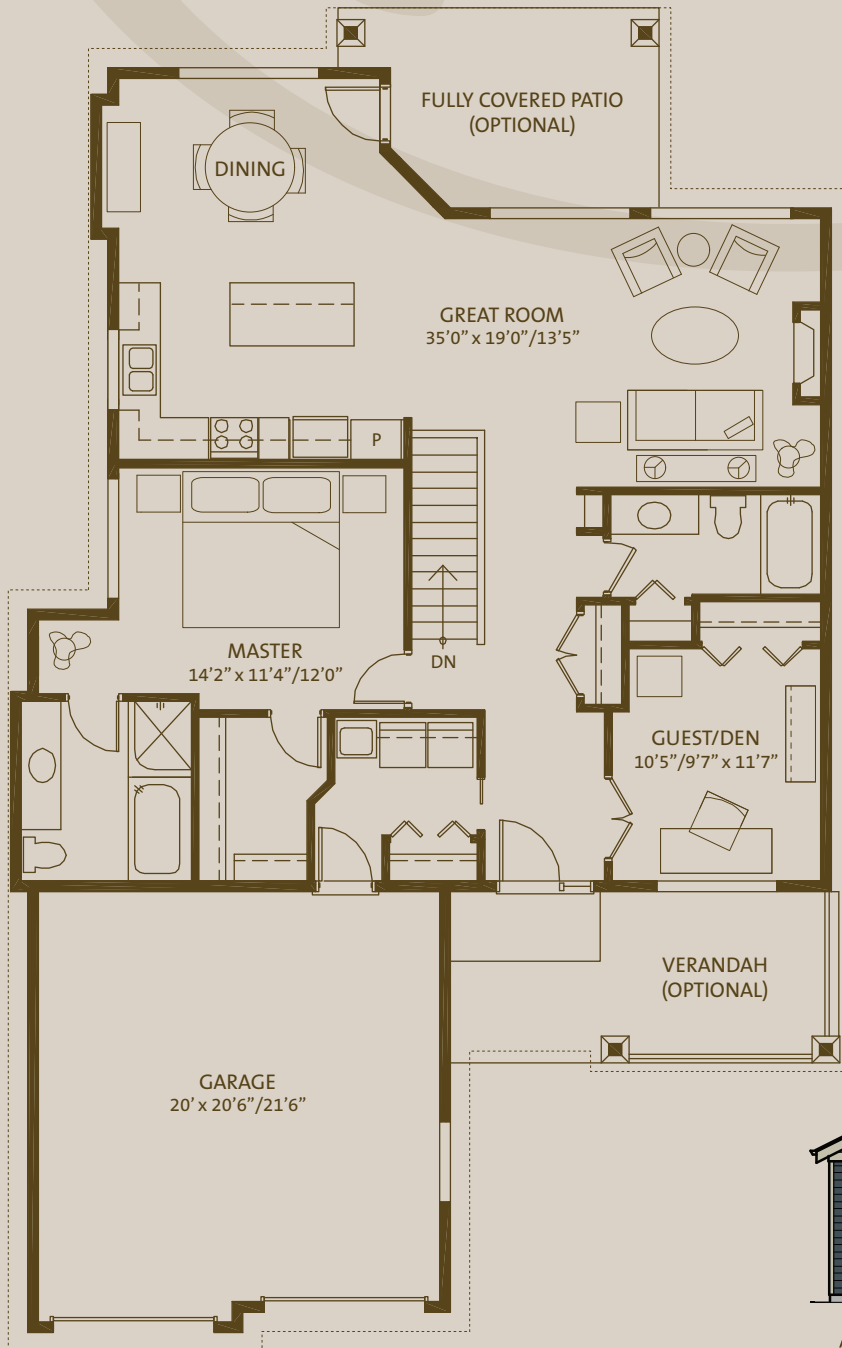 FULLY COVERED PATIO
(OPTIONAL)
DINING
GREAT ROOM
35’0” x 19’0”/13’5”
P
MASTER
14’2” x 11’4”/12’0”
DN
GUEST/DEN
10’5”/9’7” x 11’7”
VERANDAH
(OPTIONAL)
GARAGE
20’ x 20’6”/21’6”